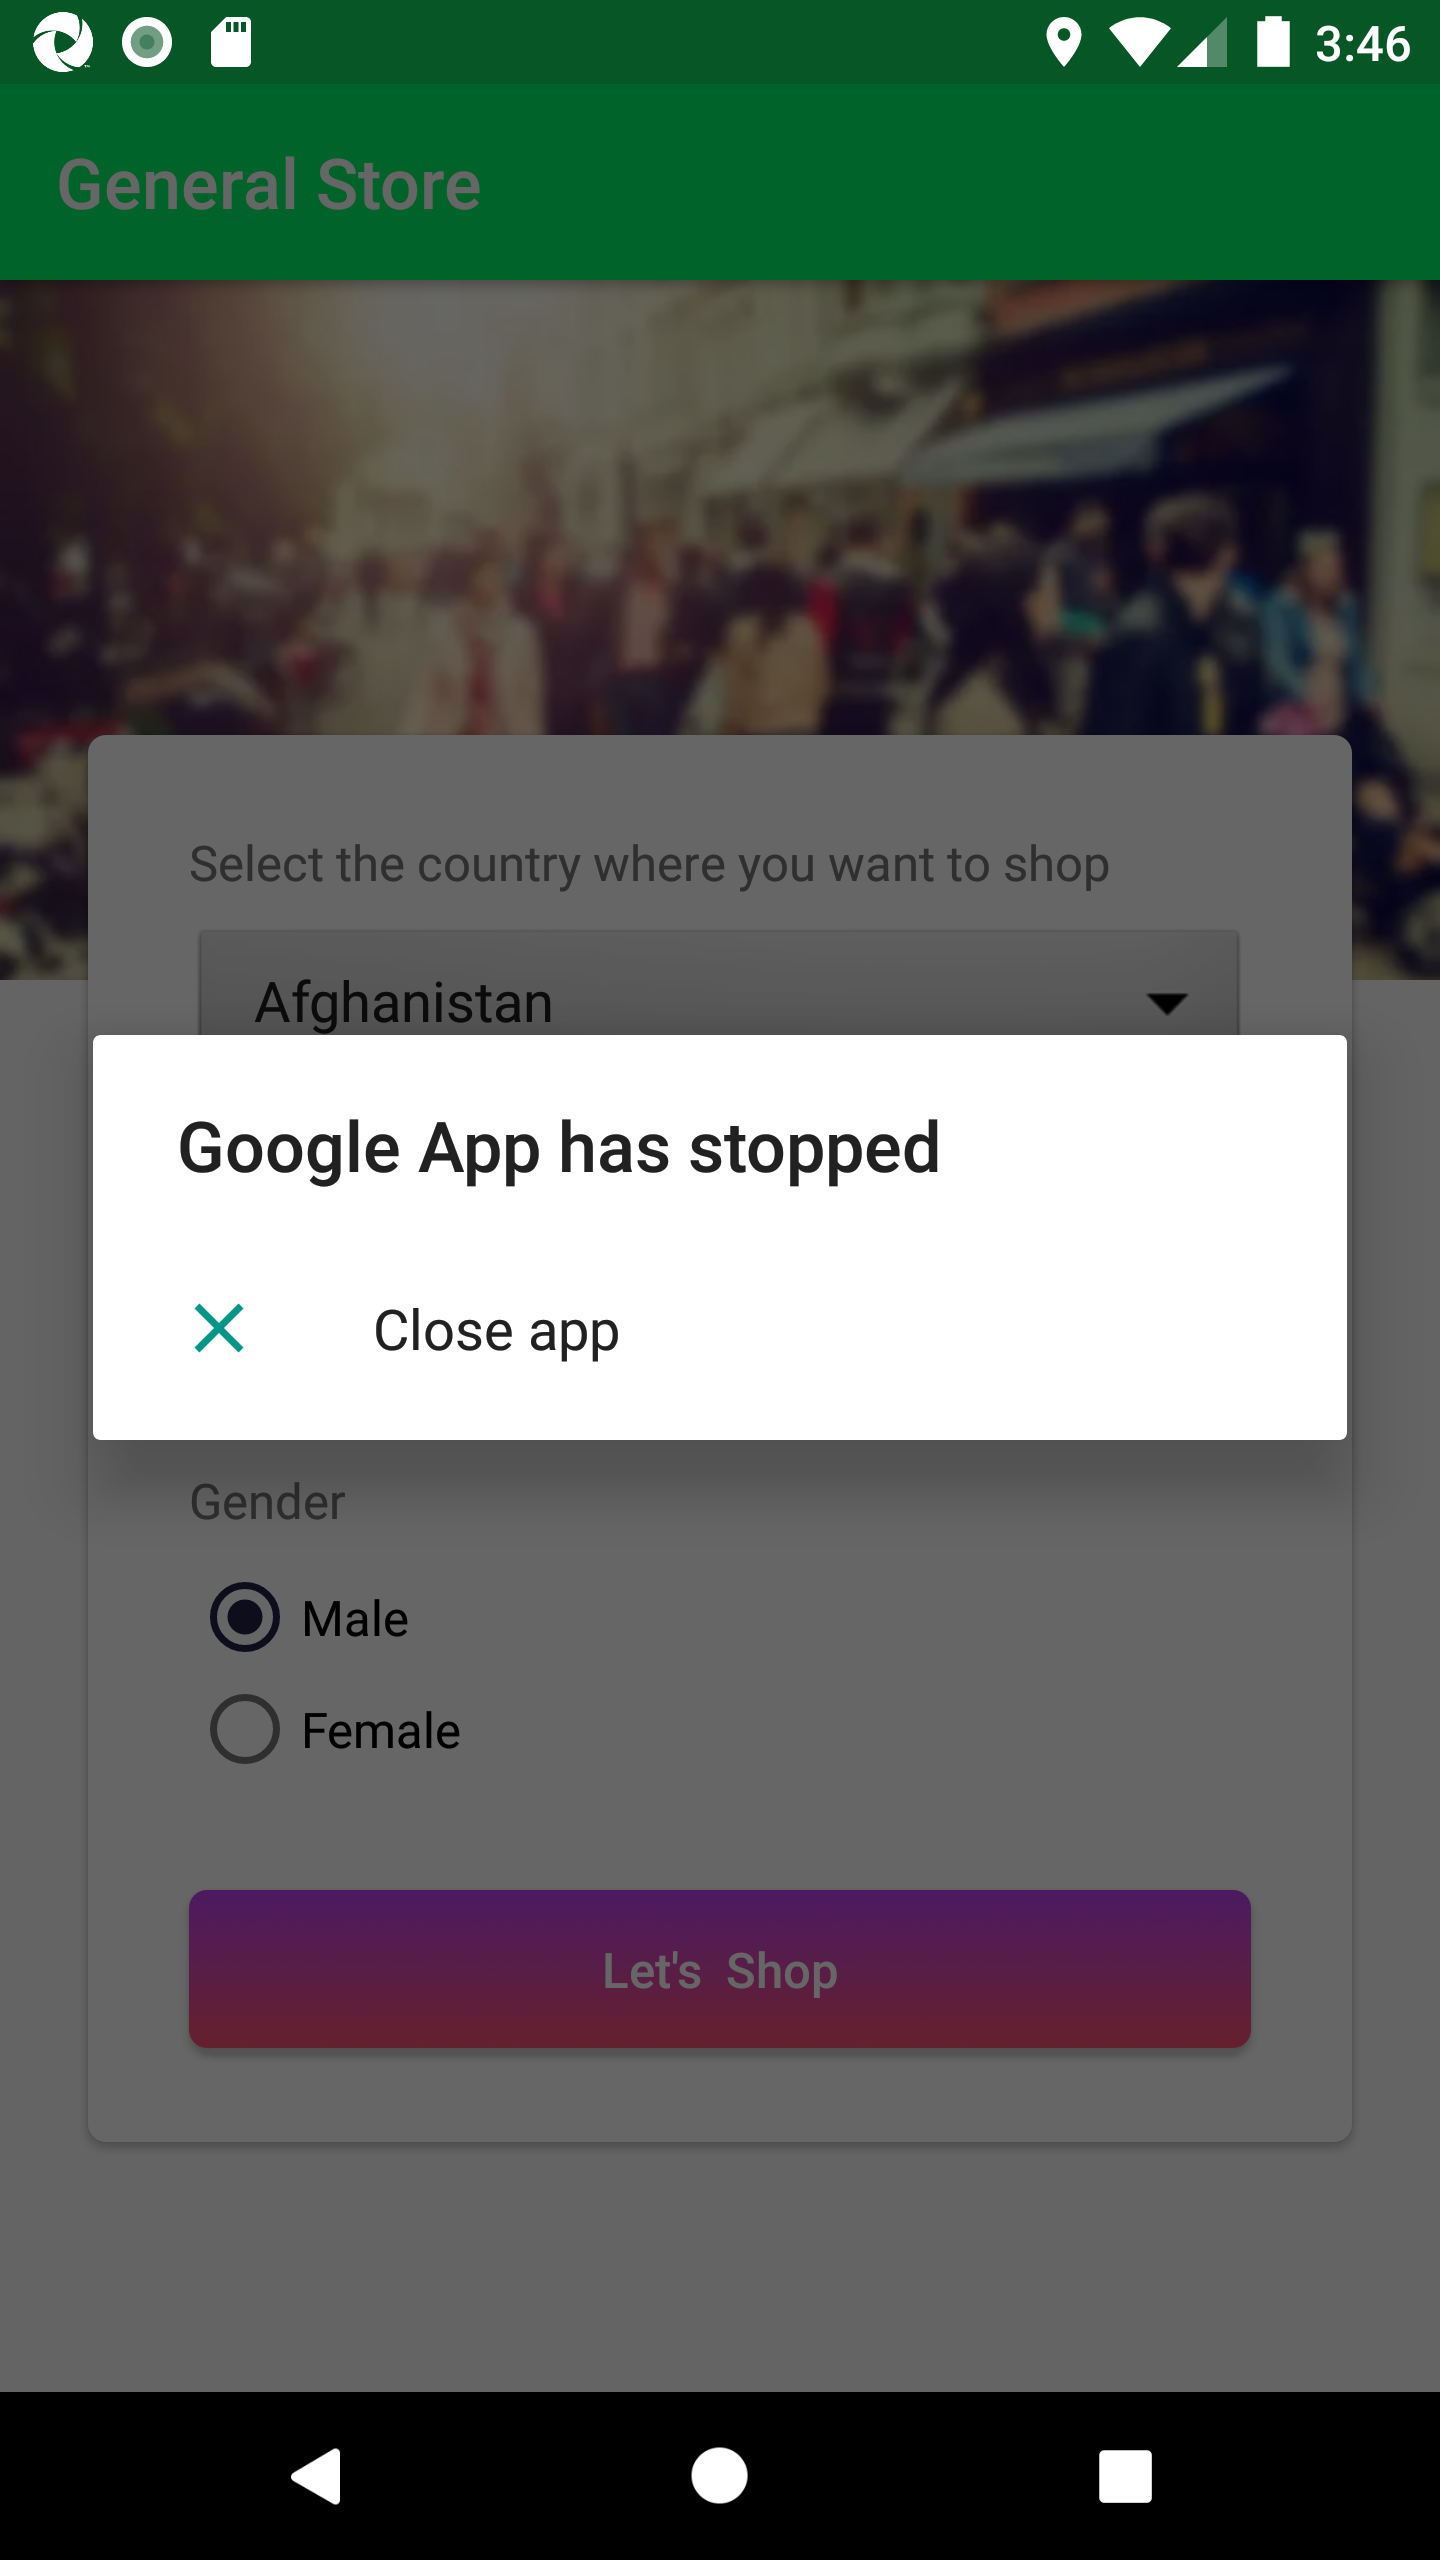 3:46
General Store
Select the country where you want to shop
Afghanistan
Google App has stopped
Close app
Gender
Male
Female
Let's Shop